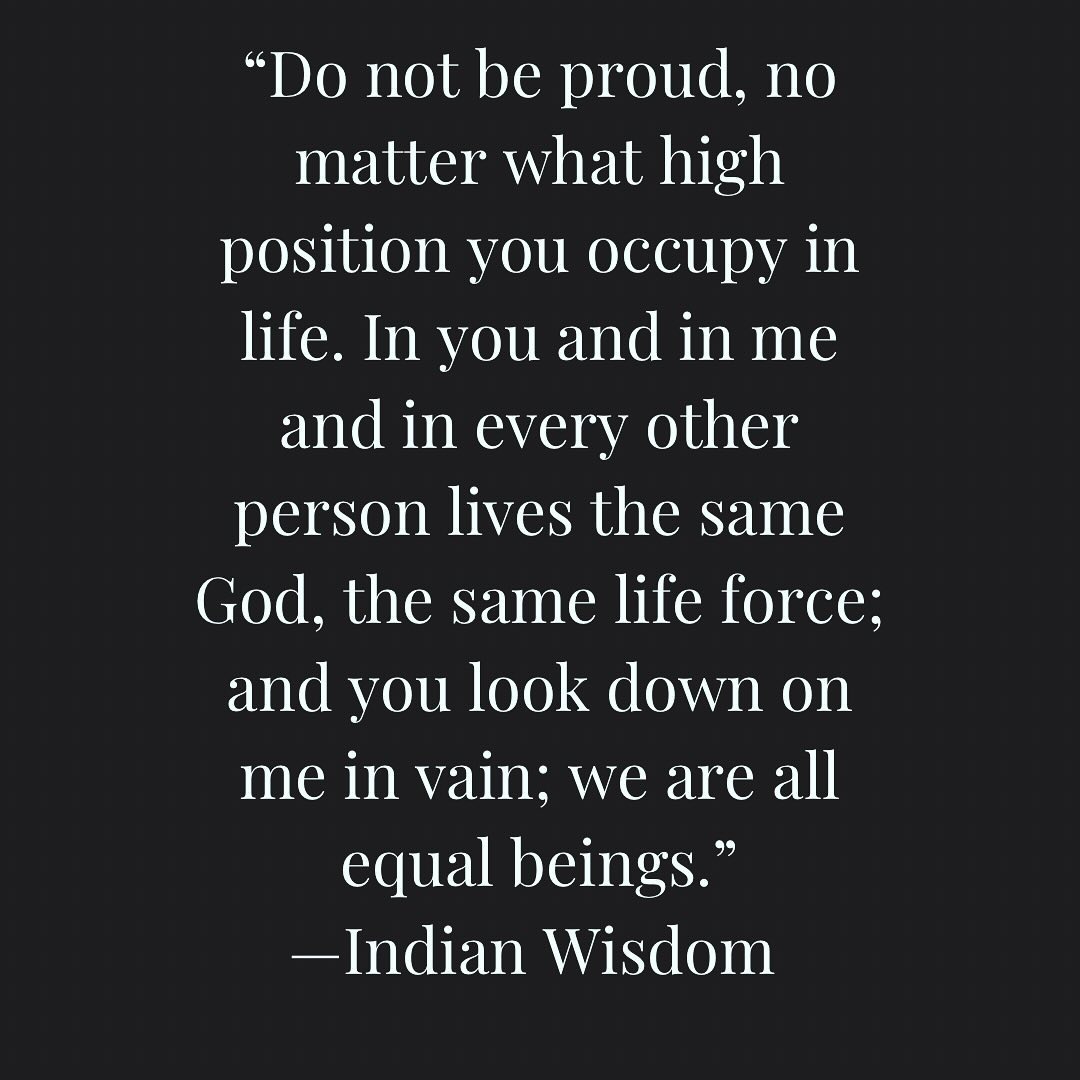 “Do not be proud, no
matter what high
position you occupy in
life. In you and in me
and in every other
person lives the same
God, the same life force;
and you look down on
me in vain; we are all
equal beings.”
—Indian Wisdom